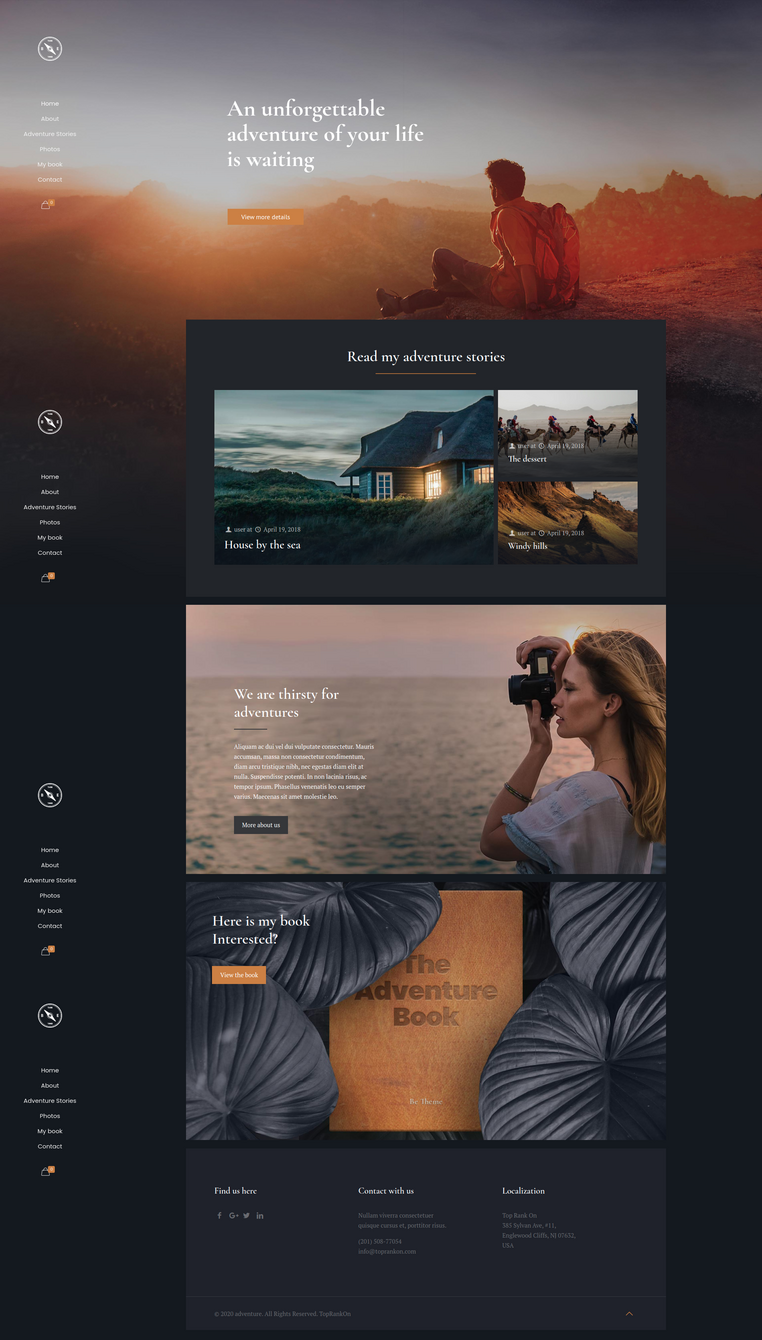 Home
About
Adventure Stories
Photos
My book
Contact
0
An unforgettable
adventure of your life
is waiting
View more details
Read my adventure stories
user at April 19, 2018
House by the sea
user at April 19, 2018
The dessert
user at April 19, 2018
Windy hills
Home
About
Adventure Stories
Photos
My book
Contact
0
We are thirsty for
adventures
Aliquam ac dui vel dui vulputate consectetur. Mauris
accumsan, massa non consectetur condimentum,
diam arcu tristique nibh, nec egestas diam elit at
nulla. Suspendisse potenti. In non lacinia risus, ac
tempor ipsum. Phasellus venenatis leo eu semper
varius. Maecenas sit amet molestie leo.
More about us
Home
About
Adventure Stories
Photos
My book
Contact
0
Here is my book
Interested?
View the book
The
Adventure
Book
Be Theme
Home
About
Adventure Stories
Photos
My book
Contact
0
Find us here
G+
Contact with us
Nullam viverra consectetuer
quisque cursus et, porttitor risus.
(201) 508-77054
info@toprankon.com
Localization
Top Rank On
385 Sylvan Ave, #11,
Englewood Cliffs, NJ 07632,
USA
© 2020 adventure. All Rights Reserved. TopRankOn